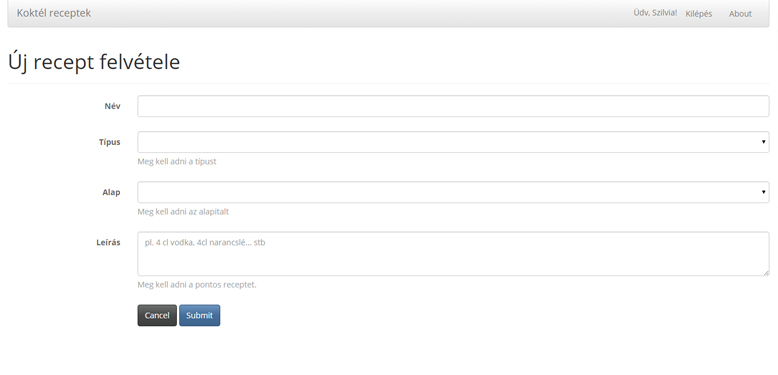 Koktél receptek Üdv, Szilvia! Kilépés About
Új recept felvétele
Név
Típus
Meg kell adni a típust
Alap
Meg kell adni az alapitalt
Leírás pl. 4 cl vodka, 4cl narancslé... stb
Meg kell adni a pontos receptet.
Cancel Submit